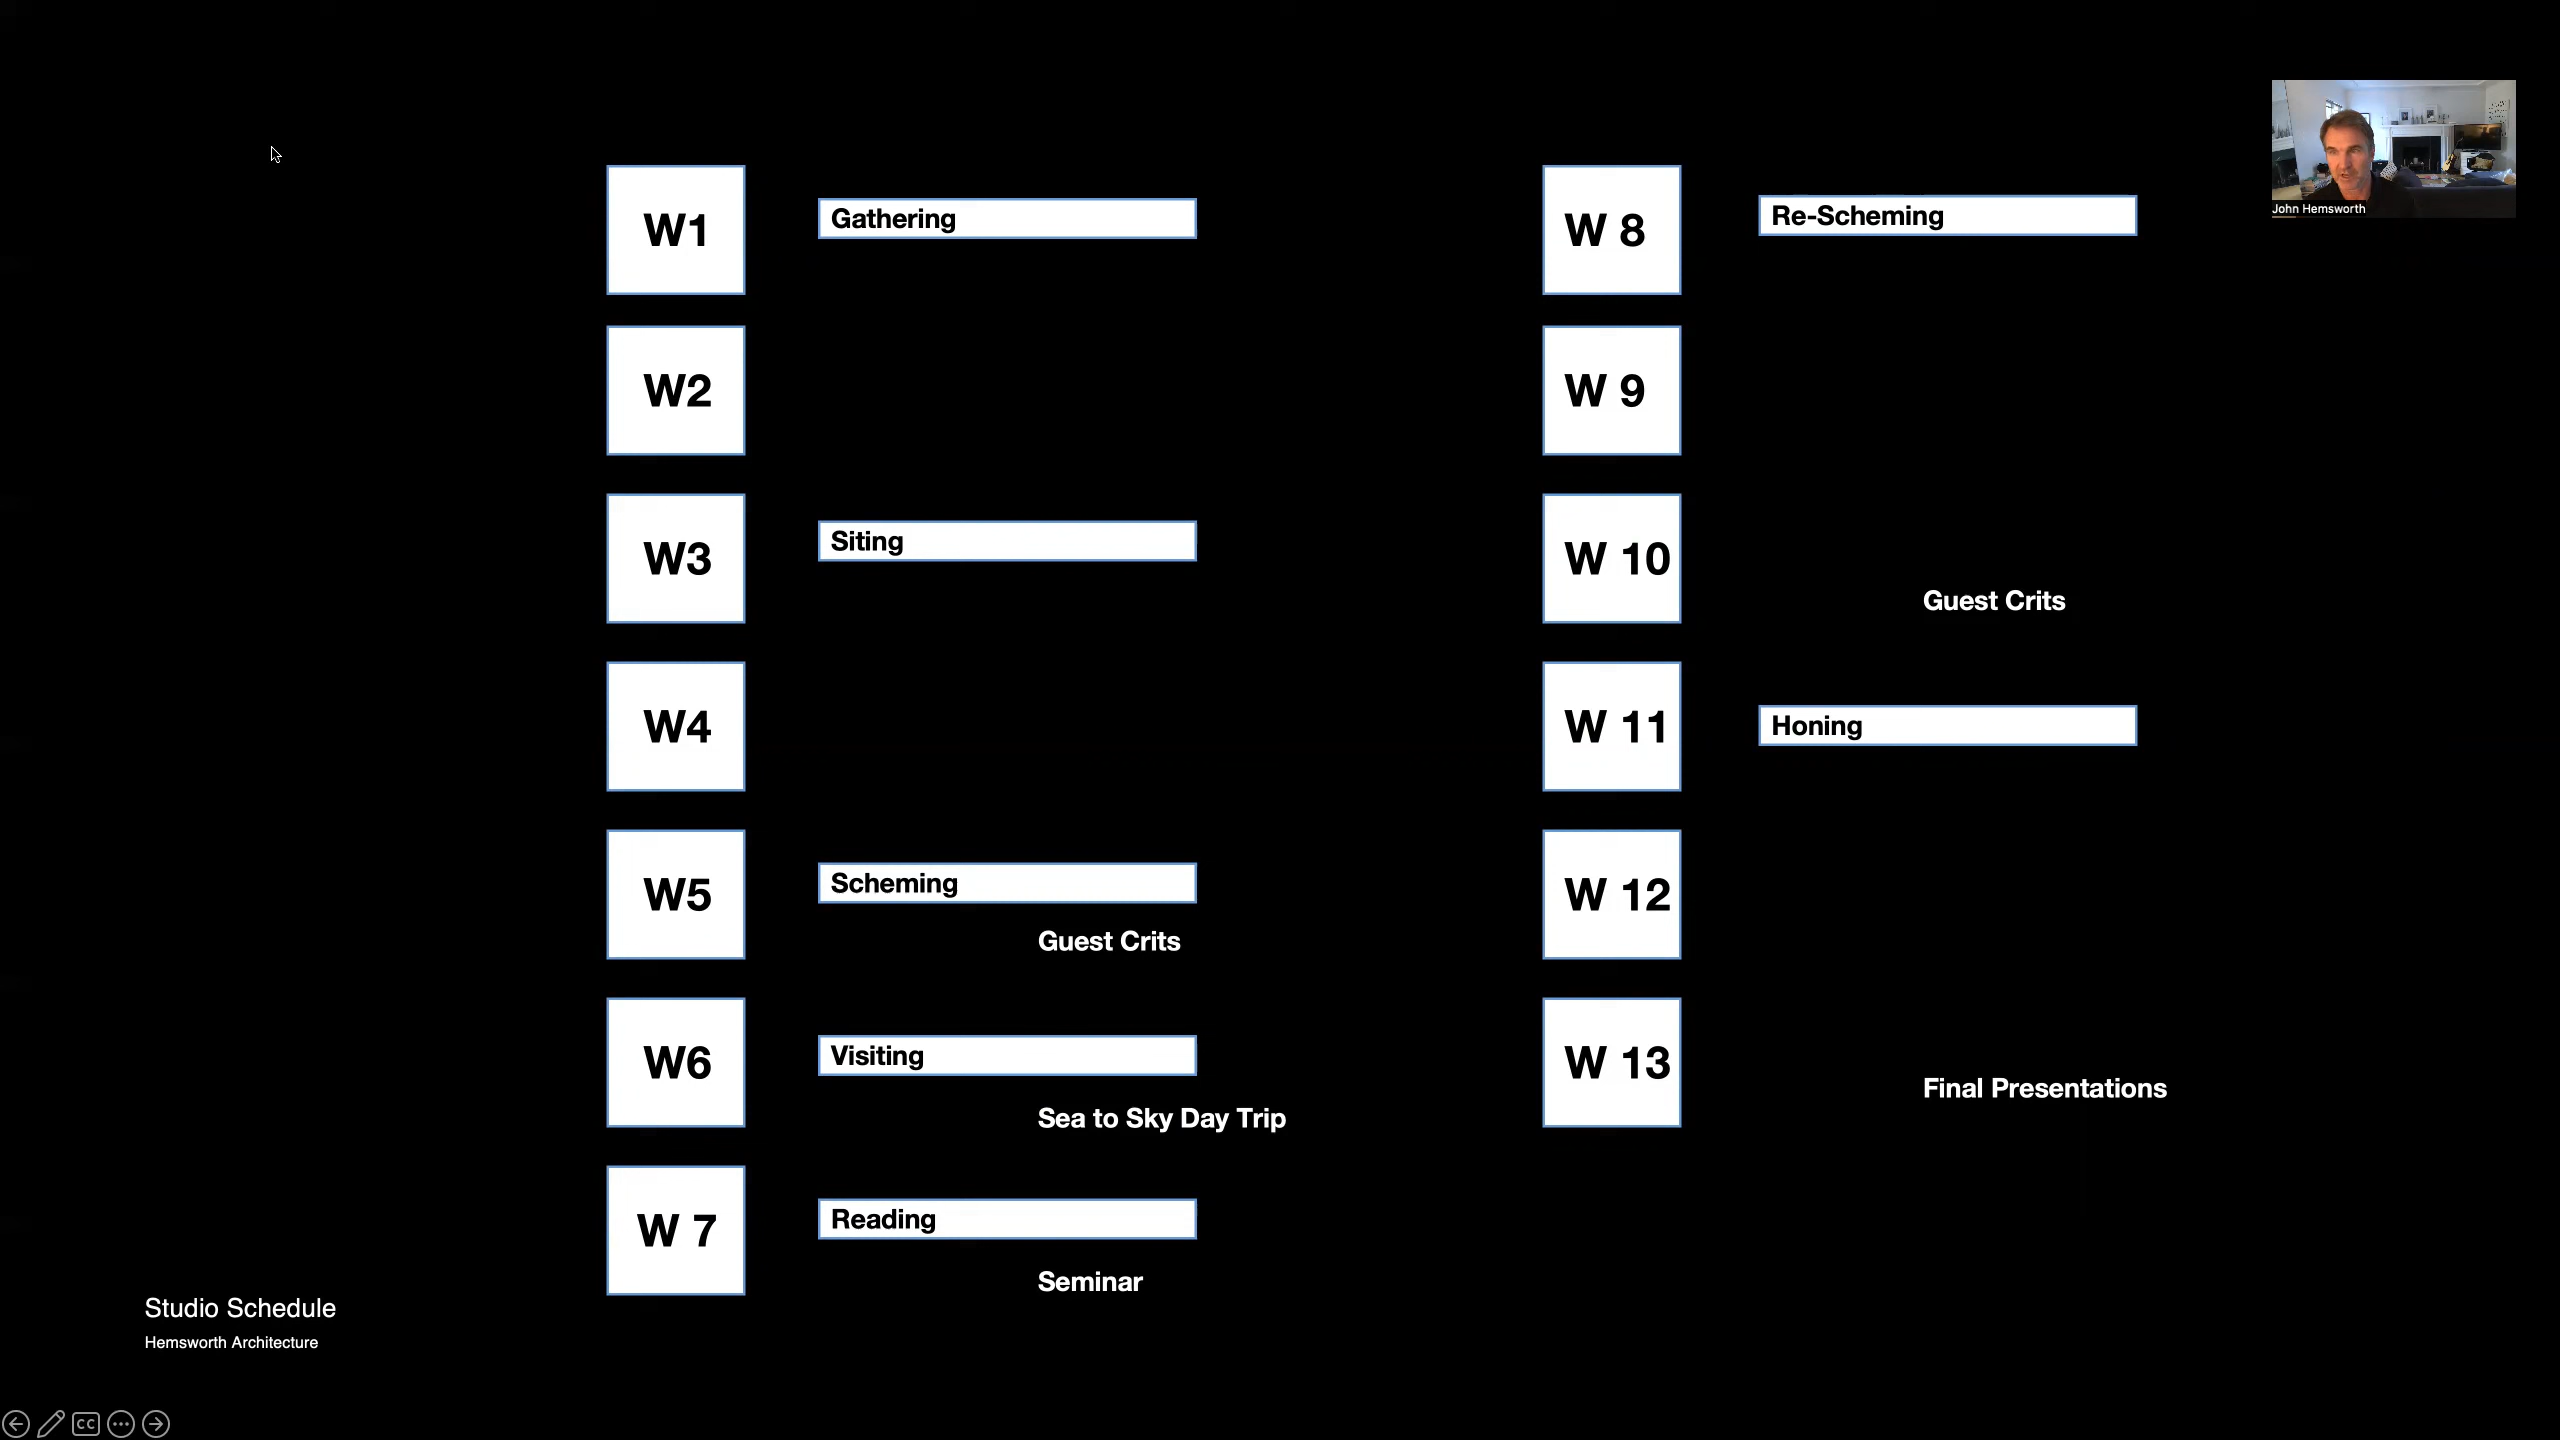 W1
Gathering
W2
W3
Siting
W4
W5
Scheming
Guest Crits
W6
Visiting
Sea to Sky Day Trip
W 7
Reading
Seminar
W 8
Re-Scheming
W 9
W 10
Guest Crits
W 11
Honing
W 12
W 13
Final Presentations
John Hemsworth
Studio Schedule
Hemsworth Architecture
CC